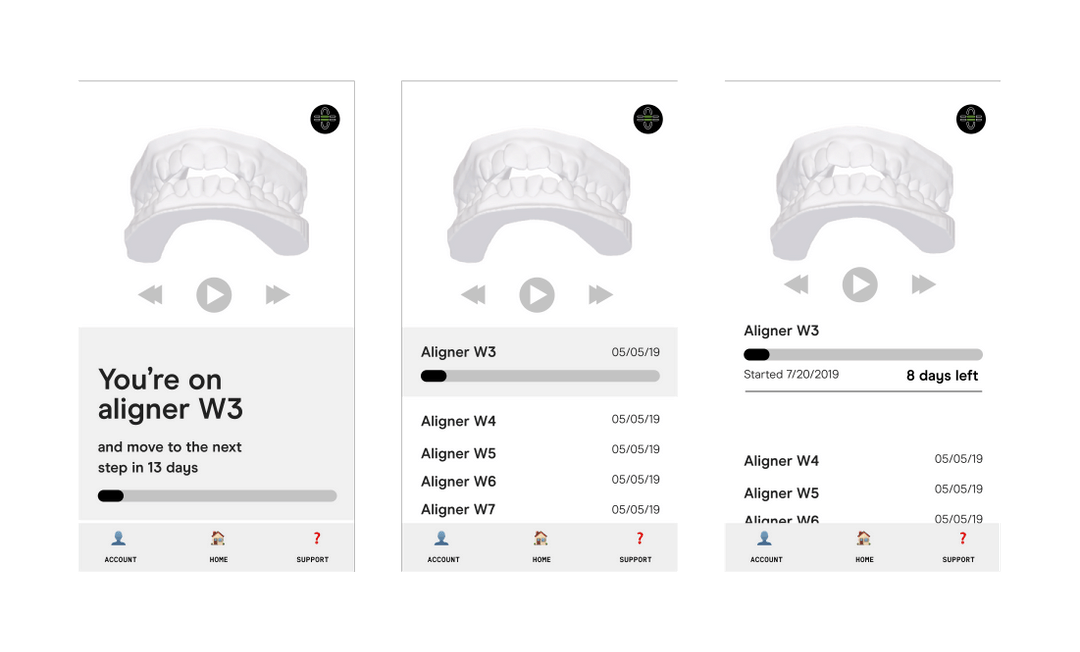 You're on
aligner W3
and move to the next
step in 13 days
ACCOUNT
HOME
?
SUPPORT
Aligner W3 05/05/19
Aligner W4 05/05/19
Aligner W5 05/05/19
Aligner W6 05/05/19
Aligner W7 05/05/19
ACCOUNT
HOME
?
SUPPORT
Aligner W3
Started 7/20/2019 8 days left
Aligner W4 05/05/19
Aligner W5 05/05/19
Aligner W6 05/05/19
ACCOUNT
HOME
?
SUPPORT